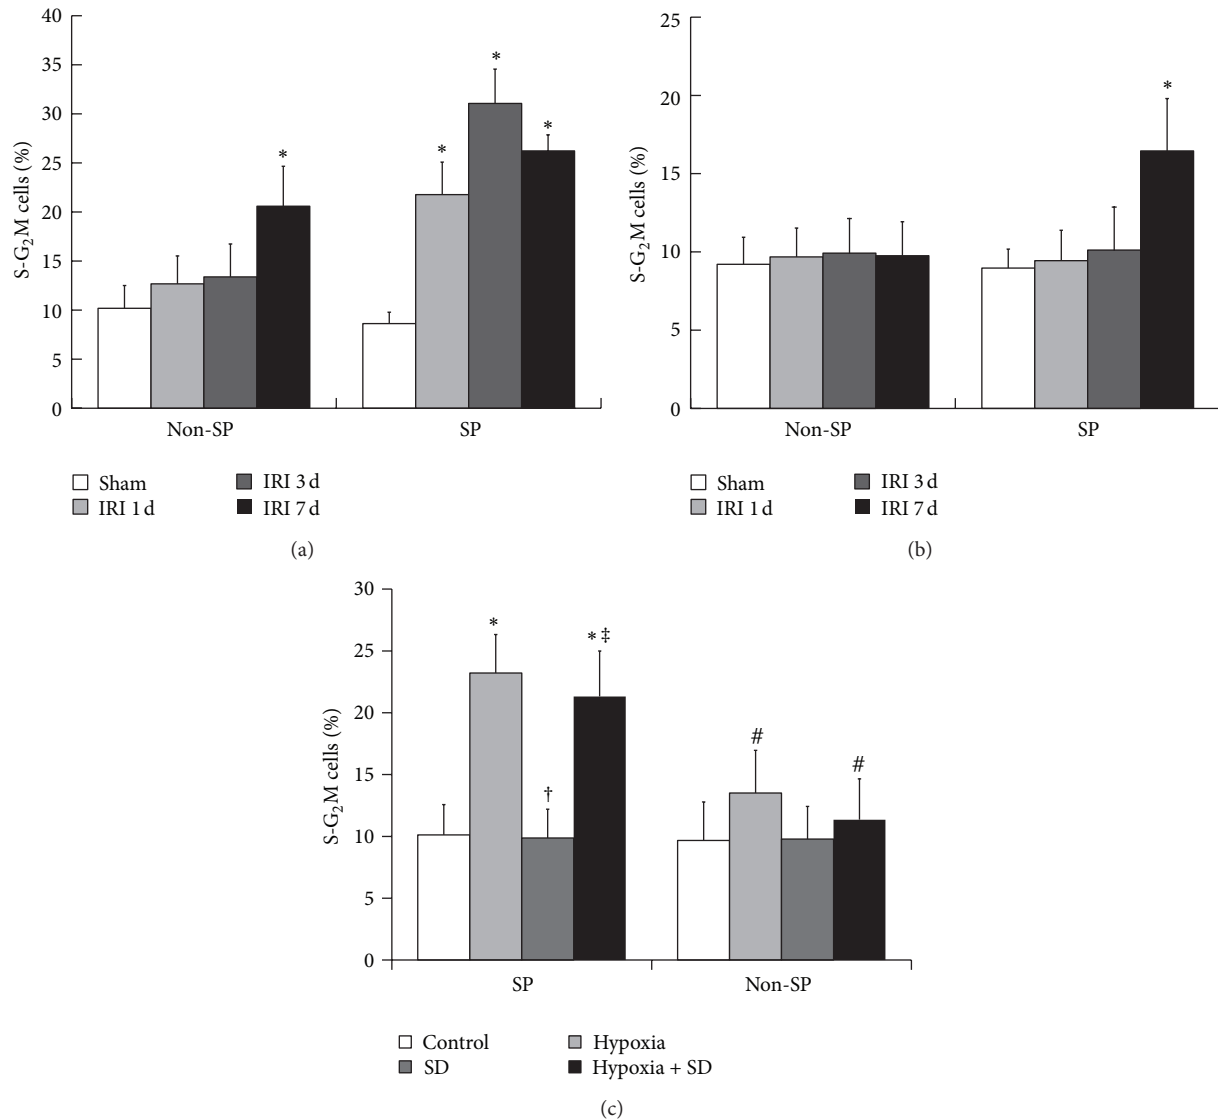 40
35
30
25
20
15
10
5
0
S-G₂M cells (%)
*
*
*
*
Non-SP
SP
Sham
IRI 3 d
IRI 1 d
IRI 7 d
(a)
25
20
15
10
5
0
S-G₂M cells (%)
*
Non-SP
SP
Sham
IRI 3 d
IRI 1 d
IRI 7 d
(b)
30
25
20
15
10
5
0
S-G₂M cells (%)
*
†
*‡
#
#
SP
Non-SP
Control
Hypoxia
SD
Hypoxia + SD
(c)